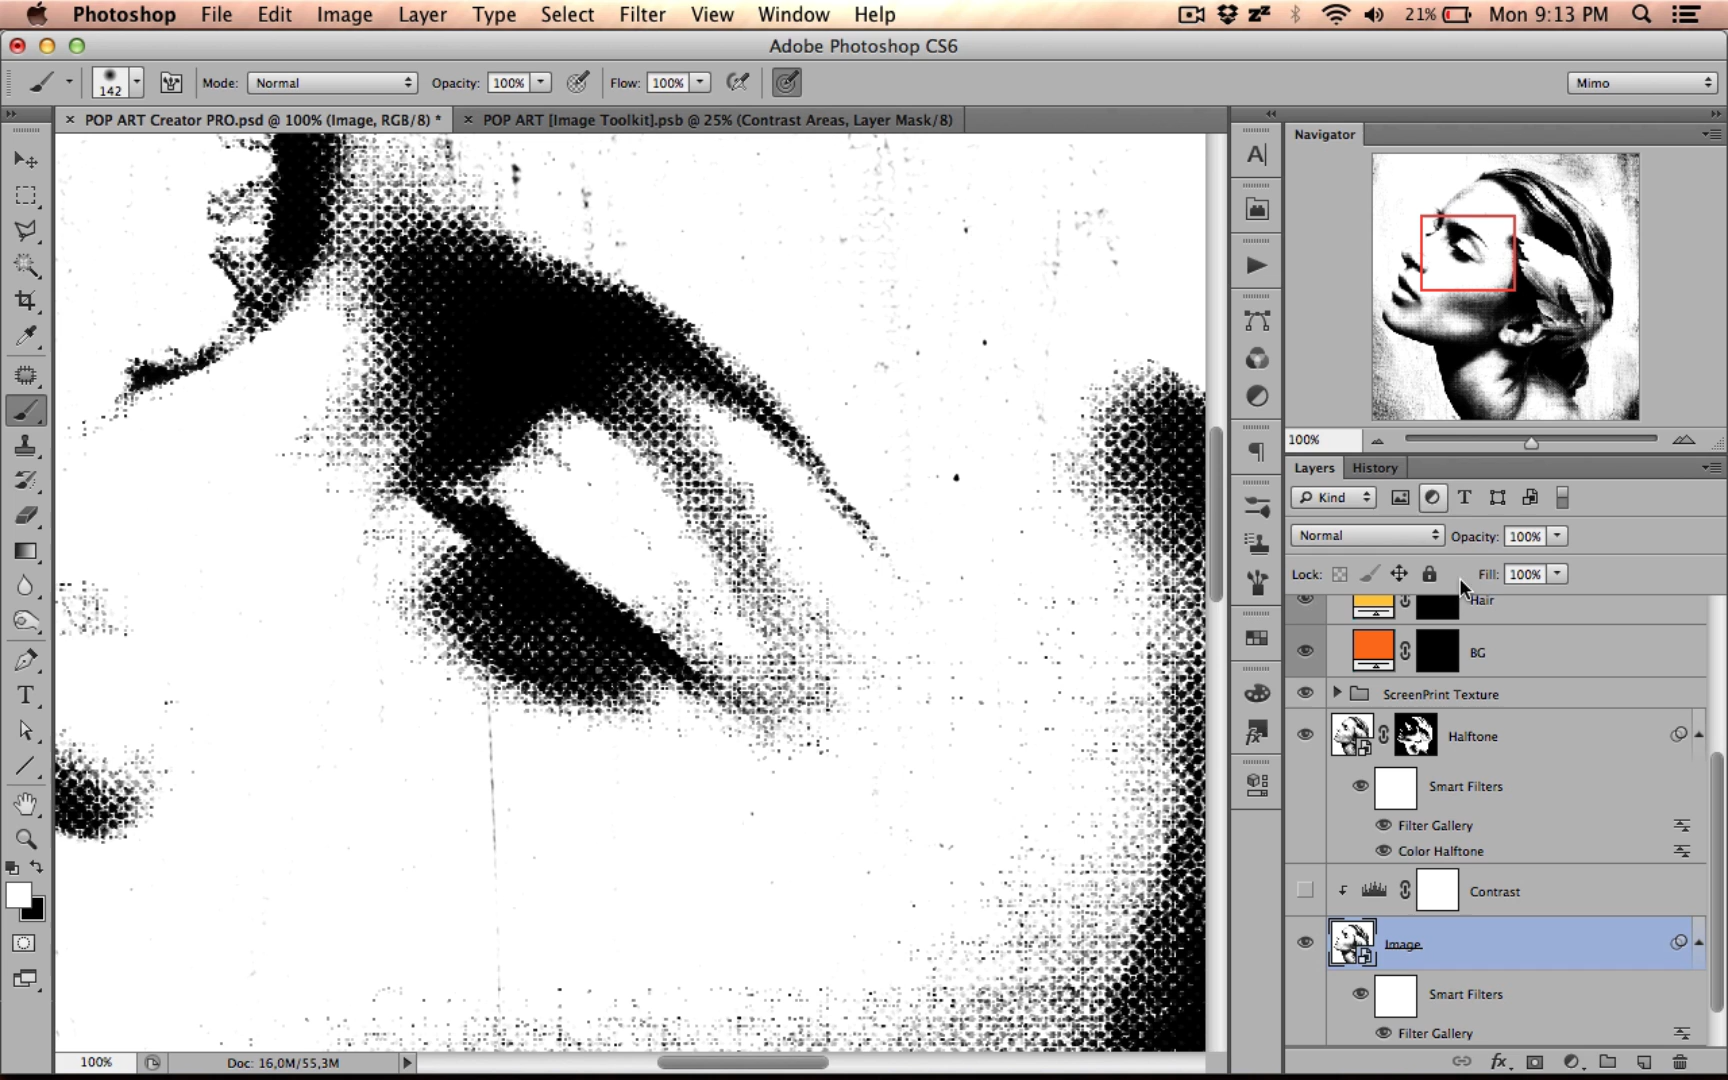 Photoshop File Edit Image Layer Type Select Filter View Window Help 21% Mon 9:13 PM
Adobe Photoshop CS6
142 Mode: Normal Opacity: 100% Flow: 100% Mimo
× POP ART Creator PRO.psd @ 100% (Image, RGB/8) * × POP ART [Image Toolkit].psb @ 25% (Contrast Areas, Layer Mask/8)
Navigator
100%
Layers History
Kind
Normal Opacity: 100%
Lock: Fill: 100%
Hair
BG
ScreenPrint Texture
Halftone
Smart Filters
Filter Gallery
Color Halftone
Contrast
Image
Smart Filters
Filter Gallery
100% Doc: 16,0M/55,3M